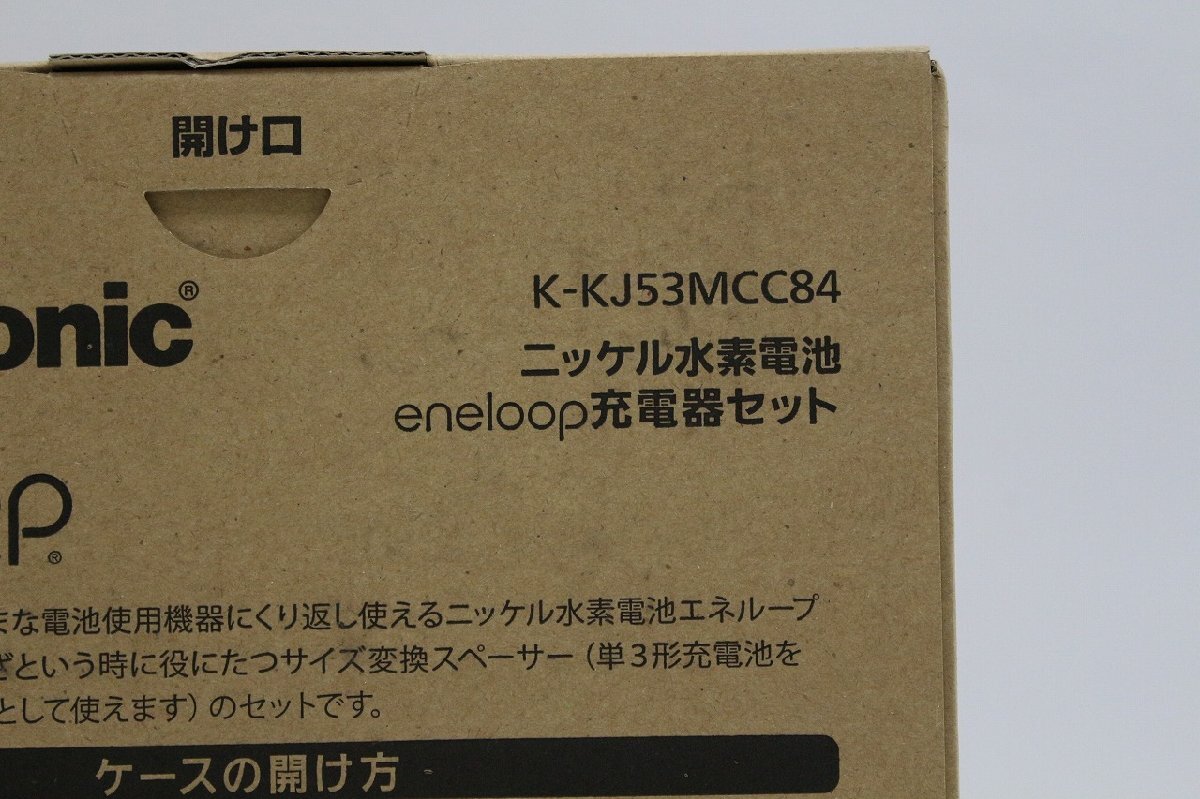 開け口
onic®
K-KJ53MCC84
ニッケル水素電池
eneloop充電器セット
op®
まな電池使用機器にくり返し使えるニッケル水素電池エネループ
ざという時に役にたつサイズ変換スペーサー(単3形充電池を
として使えます)のセットです。
ケースの開け方